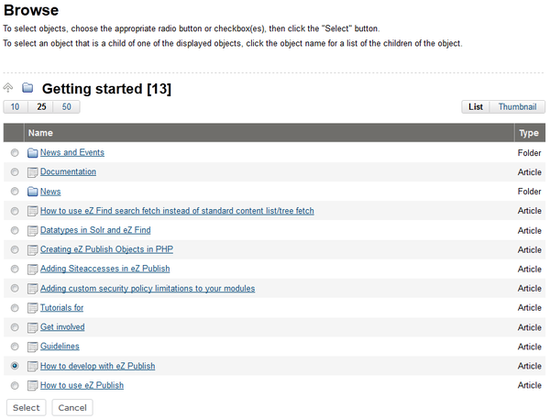 Browse
To select objects, choose the appropriate radio button or checkbox(es), then click the "Select" button.
To select an object that is a child of one of the displayed objects, click the object name for a list of the children of the object.
Getting started [13]
10 25 50 List Thumbnail
Name Type
News and Events Folder
Documentation Article
News Folder
How to use eZ Find search fetch instead of standard content list/tree fetch Article
Datatypes in Solr and eZ Find Article
Creating eZ Publish Objects in PHP Article
Adding Siteaccesses in eZ Publish Article
Adding custom security policy limitations to your modules Article
Tutorials for Article
Get involved Article
Guidelines Article
How to develop with eZ Publish Article
How to use eZ Publish Article
Select Cancel